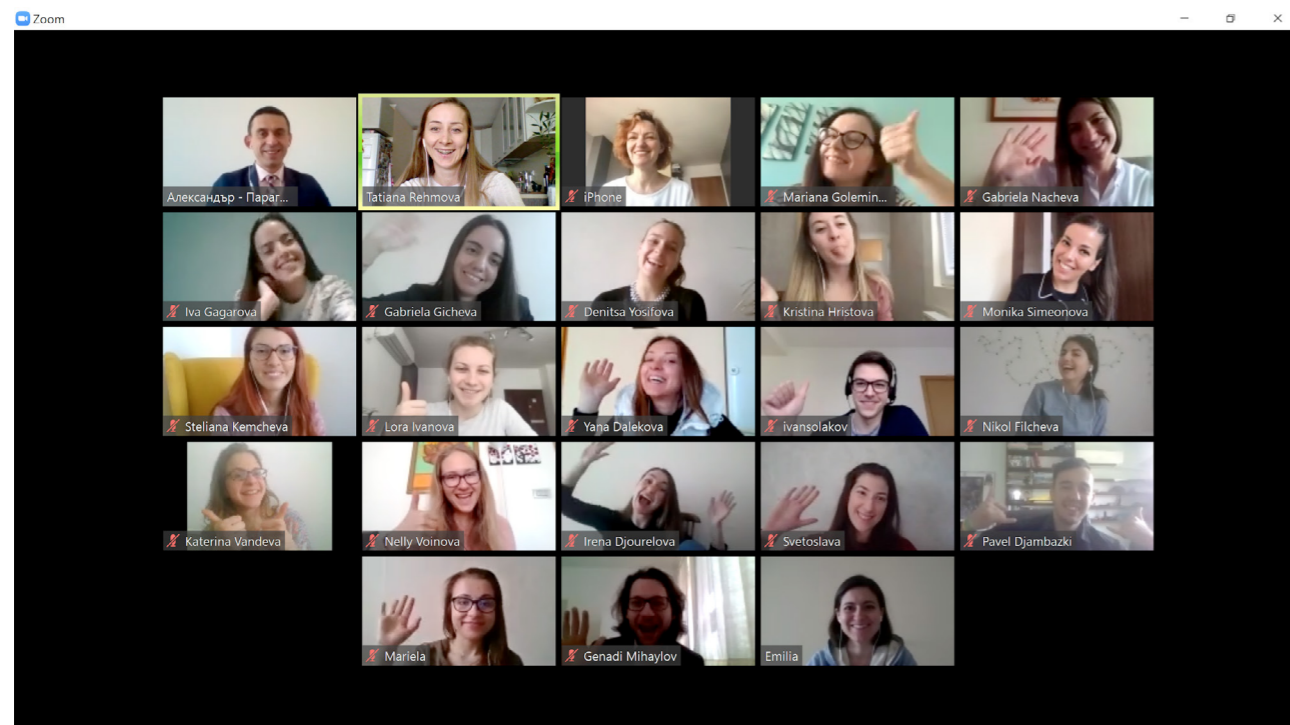 Zoom
Александър - Параг...
Tatiana Rehmova
iPhone
Mariana Golemin...
Gabriela Nacheva
Iva Gagarova
Gabriela Gicheva
Denitsa Yosifova
Kristina Hristova
Monika Simeonova
Steliana Kemcheva
Lora Ivanova
Yana Dalekova
ivansolakov
Nikol Filcheva
Katerina Vandeva
Nelly Voinova
Irena Djourelova
Svetoslava
Pavel Djambazki
Mariela
Genadi Mihaylov
Emilia